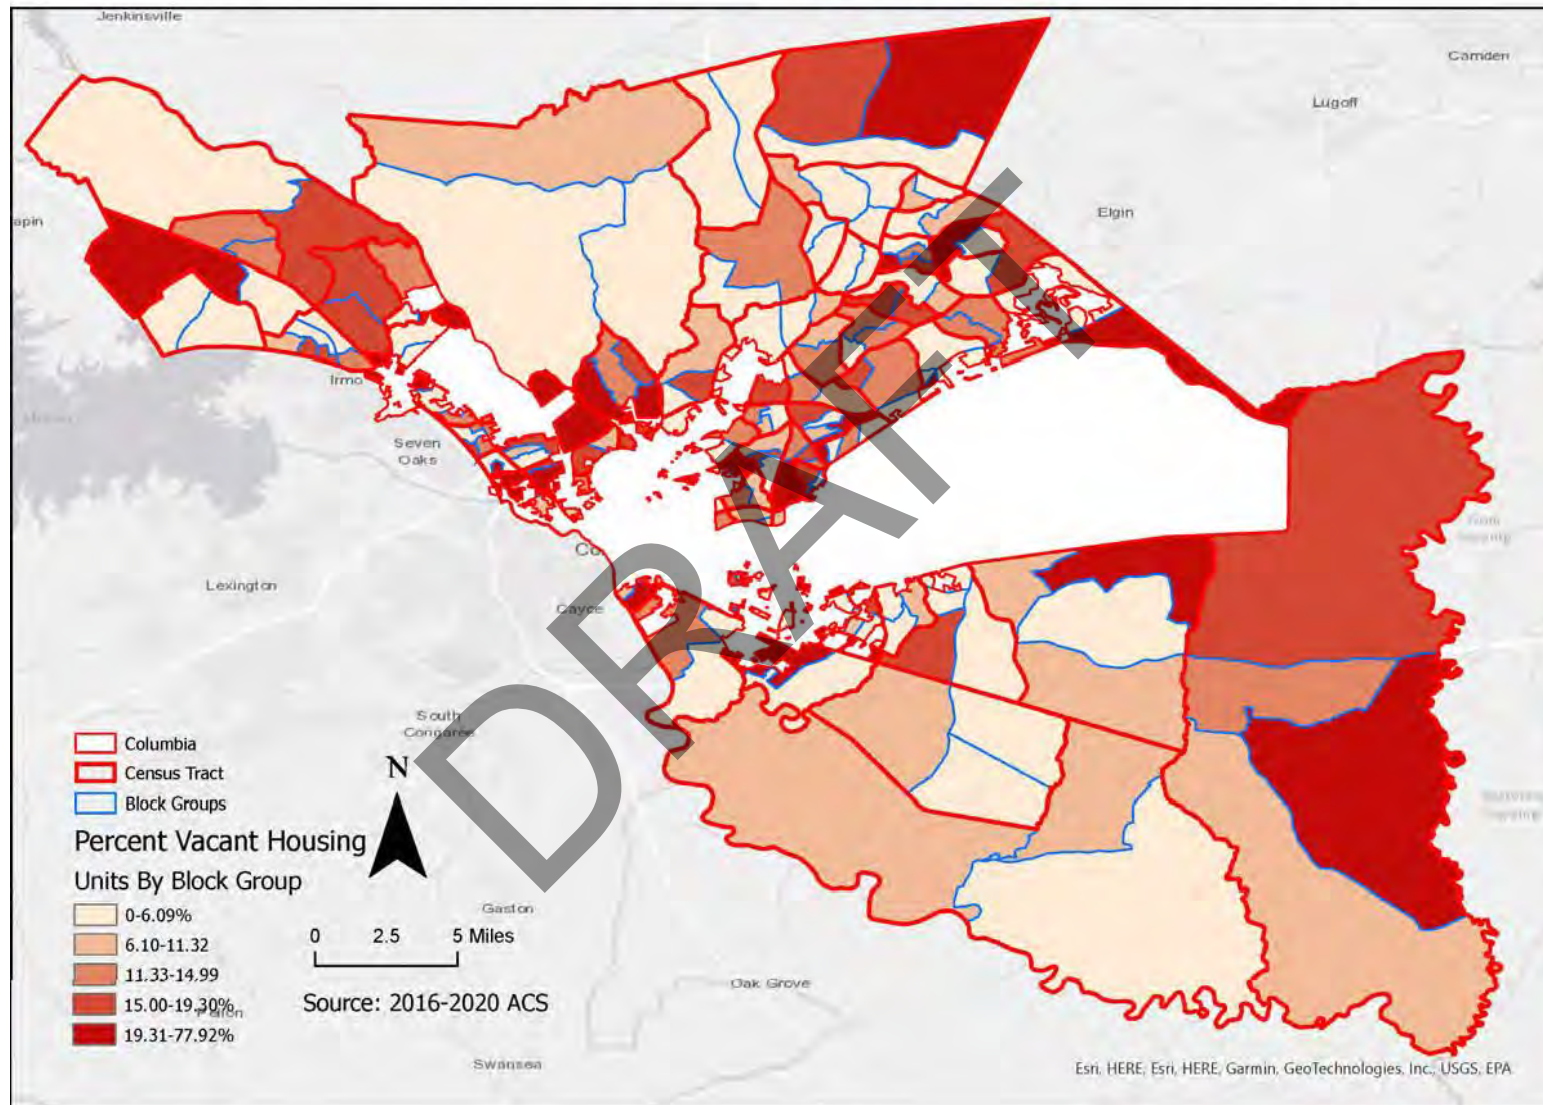 Jenkinsville
Camden
Lugoff
Elgin
apin
Irmo
Seven
Oaks
Lexington
Cayce
South
Congaree
Gaston
Oak Grove
Swansea
DRAFT
Columbia
Census Tract
Block Groups
N
Percent Vacant Housing
Units By Block Group
0-6.09%
6.10-11.32
11.33-14.99
15.00-19.30%
19.31-77.92%
0 2.5 5 Miles
Source: 2016-2020 ACS
Esri, HERE, Esri, HERE, Garmin, GeoTechnologies, Inc., USGS, EPA